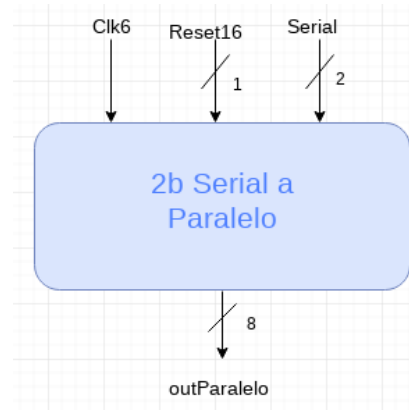 Clk6
Reset16
Serial
1
2
2b Serial a
Paralelo
8
outParalelo